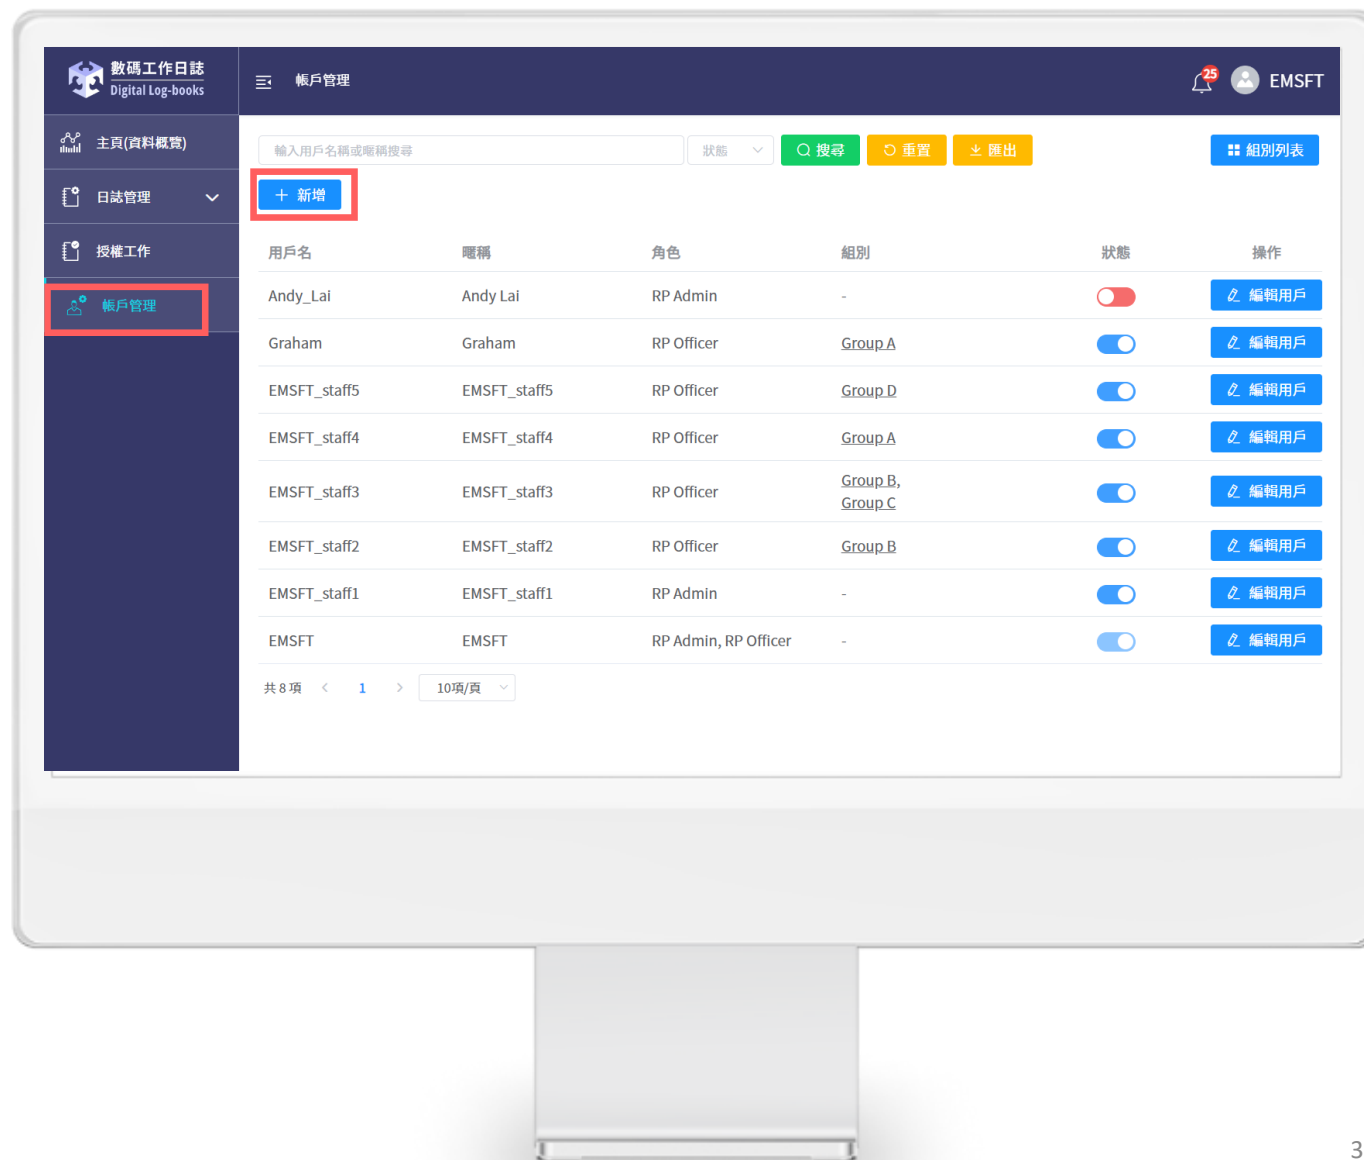 數碼工作日誌
Digital Log-books
帳戶管理
25
EMSFT
主頁(資料概覽)
日誌管理
授權工作
帳戶管理
輸入用戶名稱或暱稱搜尋
狀態
搜尋
重置
匯出
組別列表
新增
用戶名 暱稱 角色 組別 狀態 操作
Andy_Lai Andy Lai RP Admin - 編輯用戶
Graham Graham RP Officer Group A 編輯用戶
EMSFT_staff5 EMSFT_staff5 RP Officer Group D 編輯用戶
EMSFT_staff4 EMSFT_staff4 RP Officer Group A 編輯用戶
EMSFT_staff3 EMSFT_staff3 RP Officer Group B, 編輯用戶
Group C
EMSFT_staff2 EMSFT_staff2 RP Officer Group B 編輯用戶
EMSFT_staff1 EMSFT_staff1 RP Admin - 編輯用戶
EMSFT EMSFT RP Admin, RP Officer - 編輯用戶
共 8 項 < 1 > 10項/頁
3